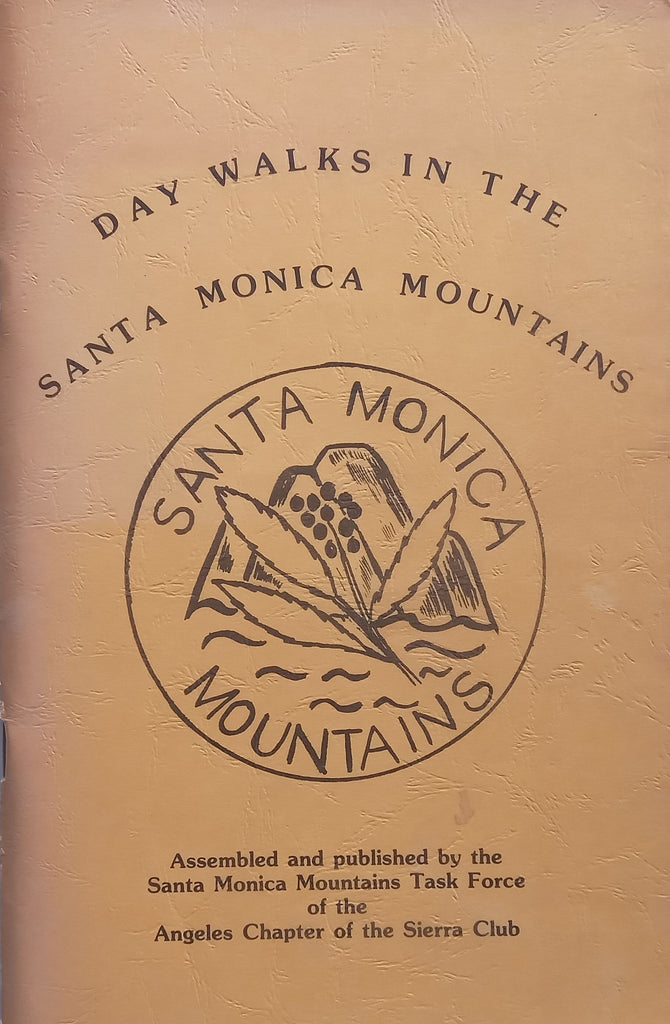 DAY WALKS IN THE
SANTA MONICA MOUNTAINS
SANTA MONICA
MOUNTAINS
Assembled and published by the
Santa Monica Mountains Task Force
of the
Angeles Chapter of the Sierra Club